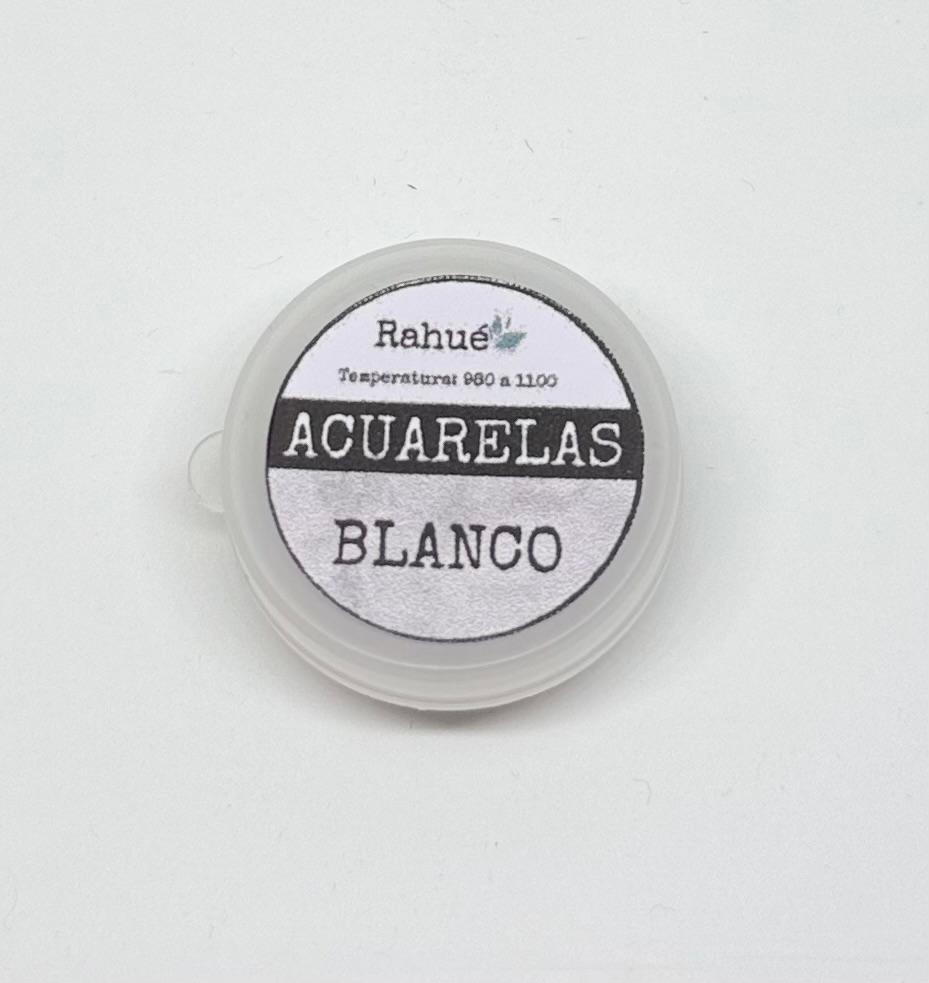 Rahué
Temperatura: 980 a 1100
ACUARELAS
BLANCO